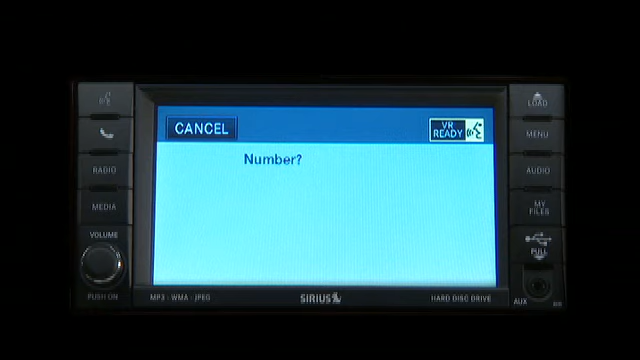 LOAD
CANCEL
VR
READY
MENU
Number?
RADIO
AUDIO
MEDIA
MY
FILES
VOLUME
PULL
PUSH ON
MP3 · WMA · JPEG
SIRIUS
HARD DISC DRIVE
AUX